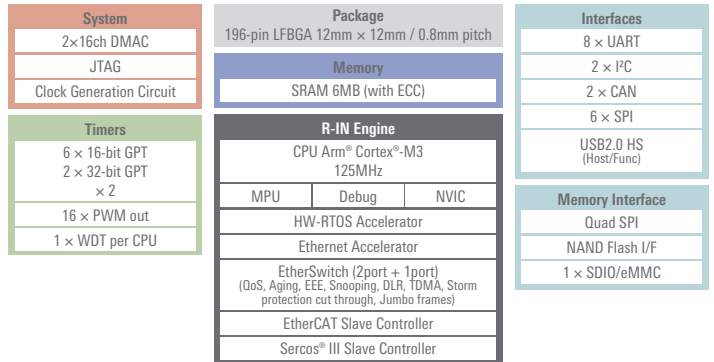 System
2×16ch DMAC
JTAG
Clock Generation Circuit
Timers
6 × 16-bit GPT
2 × 32-bit GPT
× 2
16 × PWM out
1 × WDT per CPU
Package
196-pin LFBGA 12mm × 12mm / 0.8mm pitch
Memory
SRAM 6MB (with ECC)
R-IN Engine
CPU Arm® Cortex®-M3
125MHz
MPU
Debug
NVIC
HW-RTOS Accelerator
Ethernet Accelerator
EtherSwitch (2port + 1port)
(QoS, Aging, EEE, Snooping, DLR, TDMA, Storm
protection cut through, Jumbo frames)
EtherCAT Slave Controller
Sercos® III Slave Controller
Interfaces
8 × UART
2 × I²C
2 × CAN
6 × SPI
USB2.0 HS
(Host/Func)
Memory Interface
Quad SPI
NAND Flash I/F
1 × SDIO/eMMC